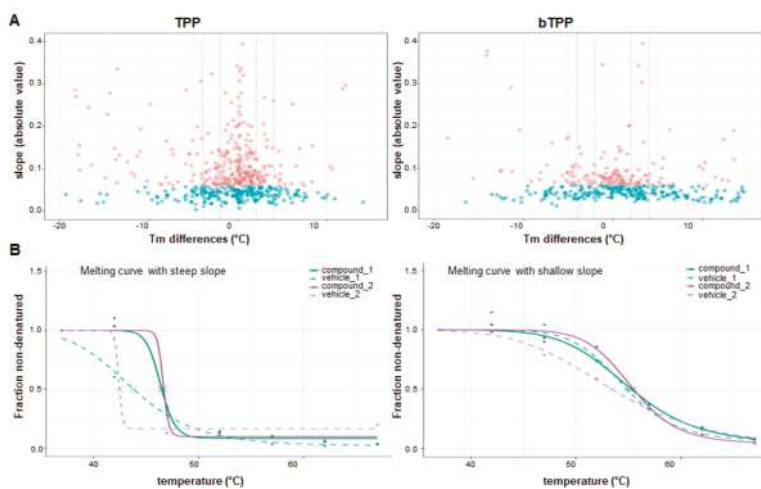 A
TPP
bTPP
slope (absolute value)
0.4
0.3
0.2
0.1
0.0
-20
-10
0
10
Tm differences (°C)
slope (absolute value)
0.4
0.3
0.2
0.1
0.0
-20
-10
0
10
Tm differences (°C)
B
Melting curve with steep slope
compound_1
vehicle_1
compound_2
vehicle_2
Fraction non-denatured
1.5
1.0
0.5
0.0
40
50
60
temperature (°C)
Melting curve with shallow slope
compound_1
vehicle_1
compound_2
vehicle_2
Fraction non-denatured
1.5
1.0
0.5
0.0
40
50
60
temperature (°C)